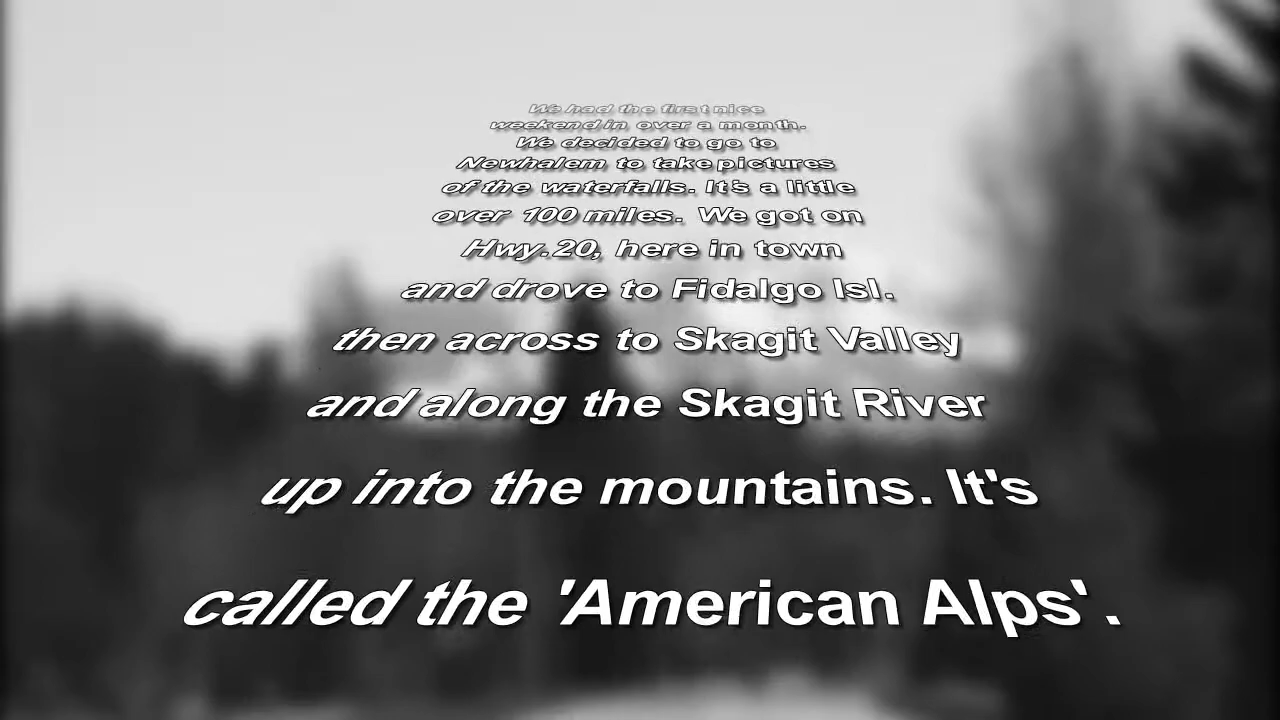 We had the first nice
weekend in over a month.
We decided to go to
Newhalem to take pictures
of the waterfalls. It's a little
over 100 miles. We got on
Hwy. 20, here in town
and drove to Fidalgo Isl.
then across to Skagit Valley
and along the Skagit River
up into the mountains. It's
called the 'American Alps'.